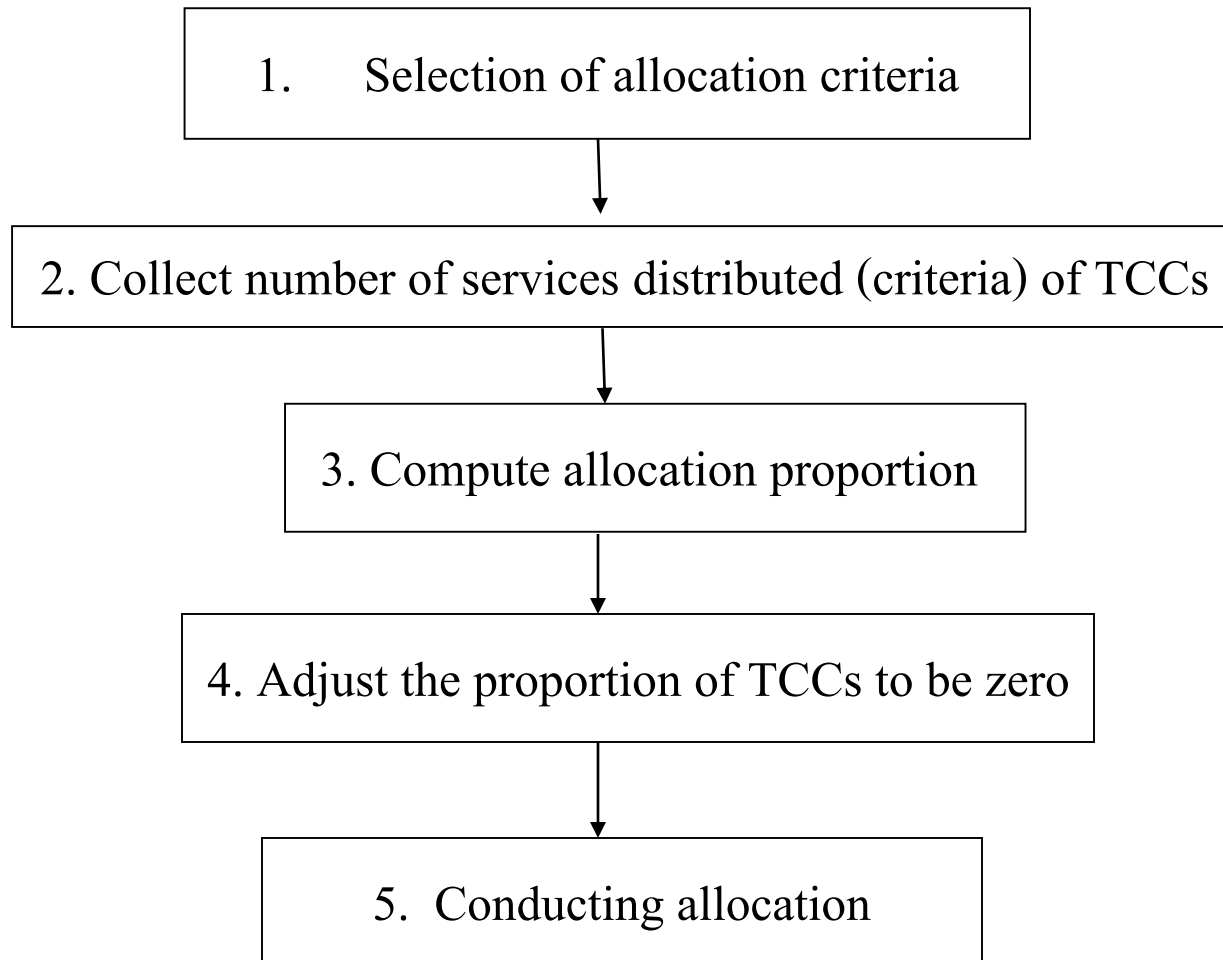 1. Selection of allocation criteria
2. Collect number of services distributed (criteria) of TCCs
3. Compute allocation proportion
4. Adjust the proportion of TCCs to be zero
5. Conducting allocation